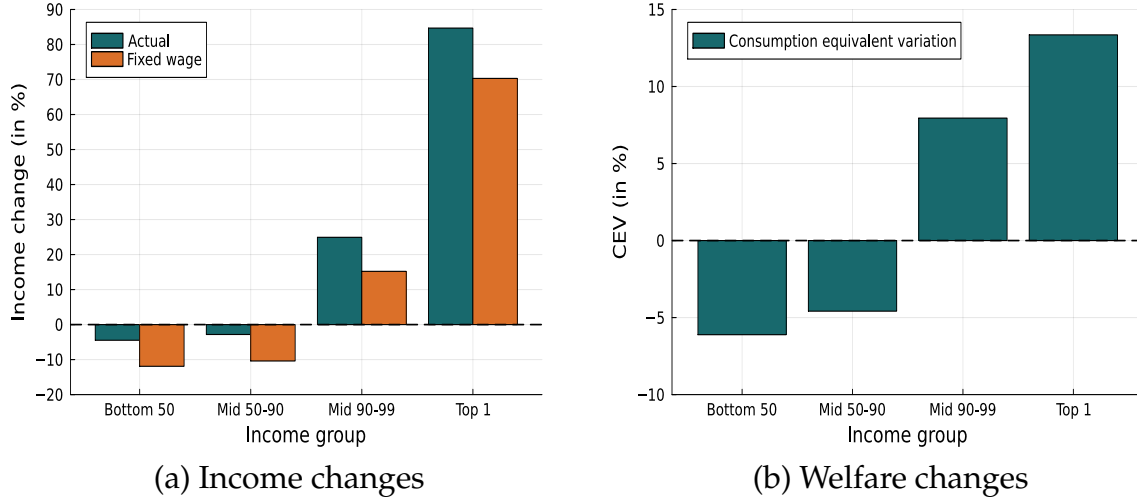 Income change (in %)
90
80
70
60
50
40
30
20
10
0
−10
−20
Actual
Fixed wage
Bottom 50
Mid 50-90
Mid 90-99
Top 1
Income group
(a) Income changes
CEV (in %)
15
10
5
0
−5
−10
Consumption equivalent variation
Bottom 50
Mid 50-90
Mid 90-99
Top 1
Income group
(b) Welfare changes